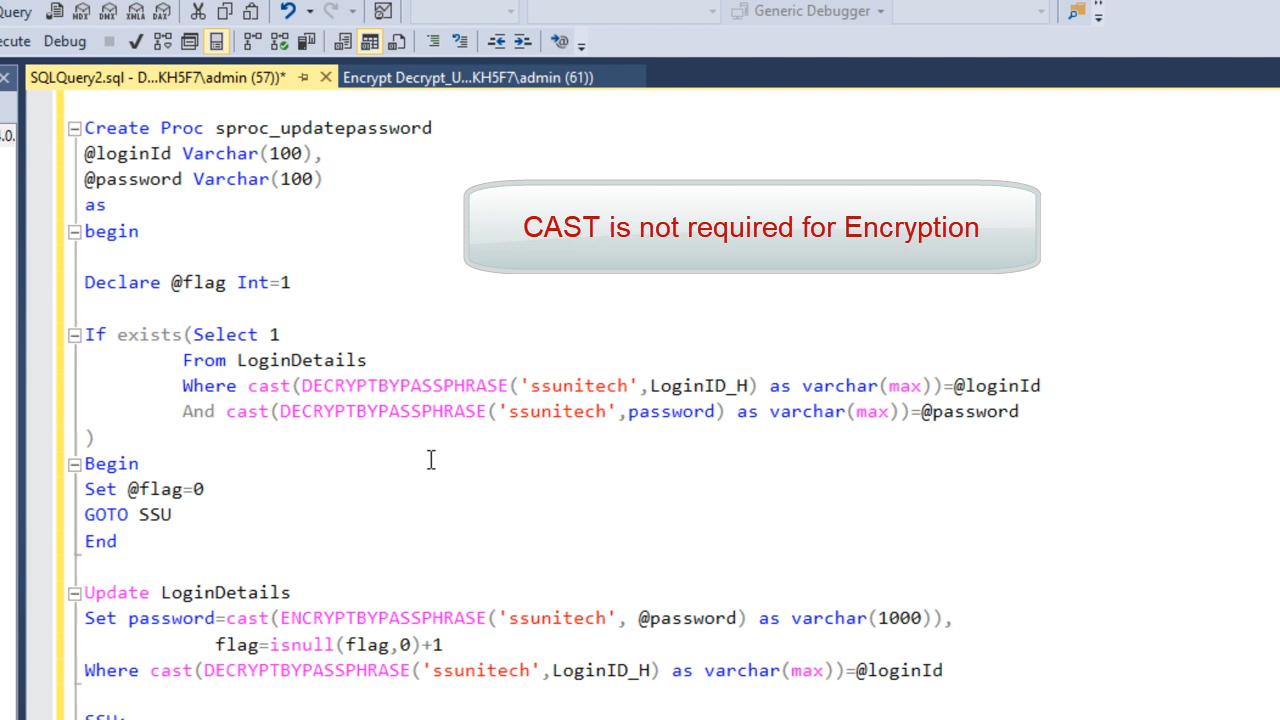 Query
Generic Debugger
ecute Debug
SQLQuery2.sql - D...KH5F7\admin (57))*
Encrypt Decrypt_U...KH5F7\admin (61))
4.0.
Create Proc sproc_updatepassword
@loginId Varchar(100),
@password Varchar(100)
as
begin
CAST is not required for Encryption
Declare @flag Int=1
If exists(Select 1
From LoginDetails
Where cast(DECRYPTBYPASSPHRASE('ssunitech',LoginID_H) as varchar(max))=@loginId
And cast(DECRYPTBYPASSPHRASE('ssunitech',password) as varchar(max))=@password
)
Begin
Set @flag=0
GOTO SSU
End
Update LoginDetails
Set password=cast(ENCRYPTBYPASSPHRASE('ssunitech', @password) as varchar(1000)),
flag=isnull(flag,0)+1
Where cast(DECRYPTBYPASSPHRASE('ssunitech',LoginID_H) as varchar(max))=@loginId
SSU: